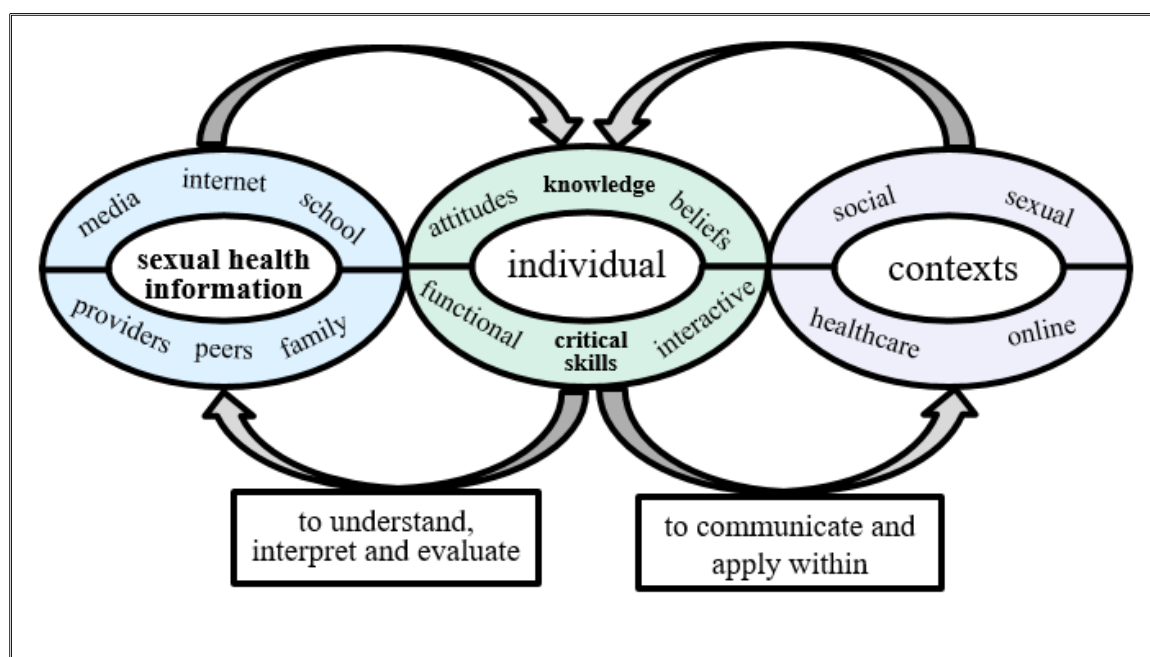 media
internet
school
sexual health
information
providers
peers
family
attitudes
knowledge
beliefs
individual
functional
critical
skills
interactive
social
sexual
contexts
healthcare
online
to understand,
interpret and evaluate
to communicate and
apply within